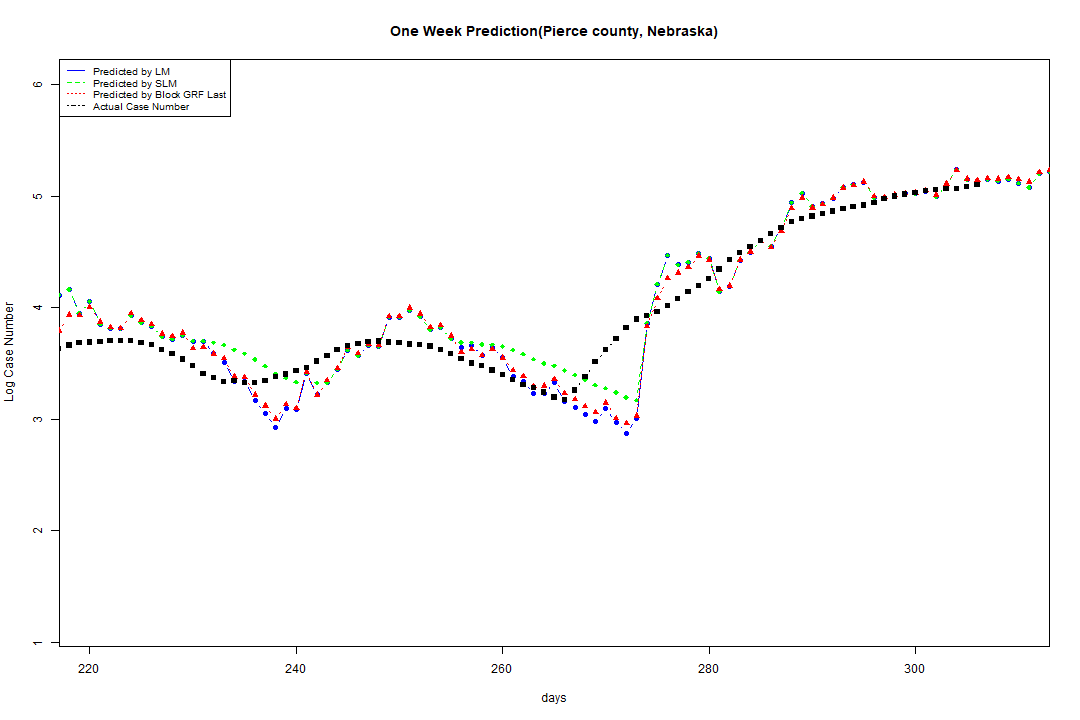 One Week Prediction(Pierce county, Nebraska)
Predicted by LM
Predicted by SLM
Predicted by Block GRF Last
Actual Case Number
6
5
4
3
2
1
Log Case Number
220 240 260 280 300
days